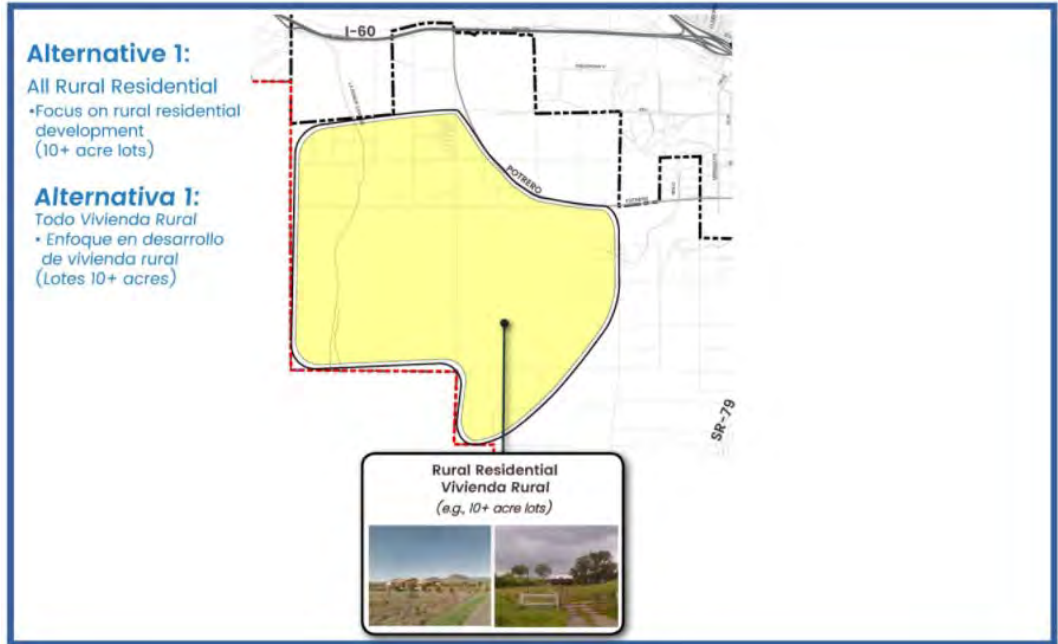 Alternative 1:
All Rural Residential
•Focus on rural residential
development
(10+ acre lots)
Alternativa 1:
Todo Vivienda Rural
• Enfoque en desarrollo
de vivienda rural
(Lotes 10+ acres)
I-60
POTRERO
SR-79
Rural Residential
Vivienda Rural
(e.g., 10+ acre lots)